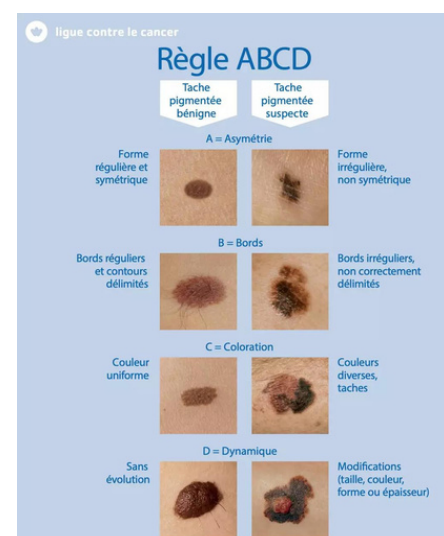 ligue contre le cancer
Règle ABCD
Tache
pigmentée
bénigne
Tache
pigmentée
suspecte
A = Asymétrie
Forme
régulière et
symétrique
Forme
irrégulière,
non symétrique
B = Bords
Bords réguliers
et contours
délimités
Bords irréguliers,
non correctement
délimités
C = Coloration
Couleur
uniforme
Couleurs
diverses,
taches
D = Dynamique
Sans
évolution
Modifications
(taille, couleur,
forme ou épaisseur)